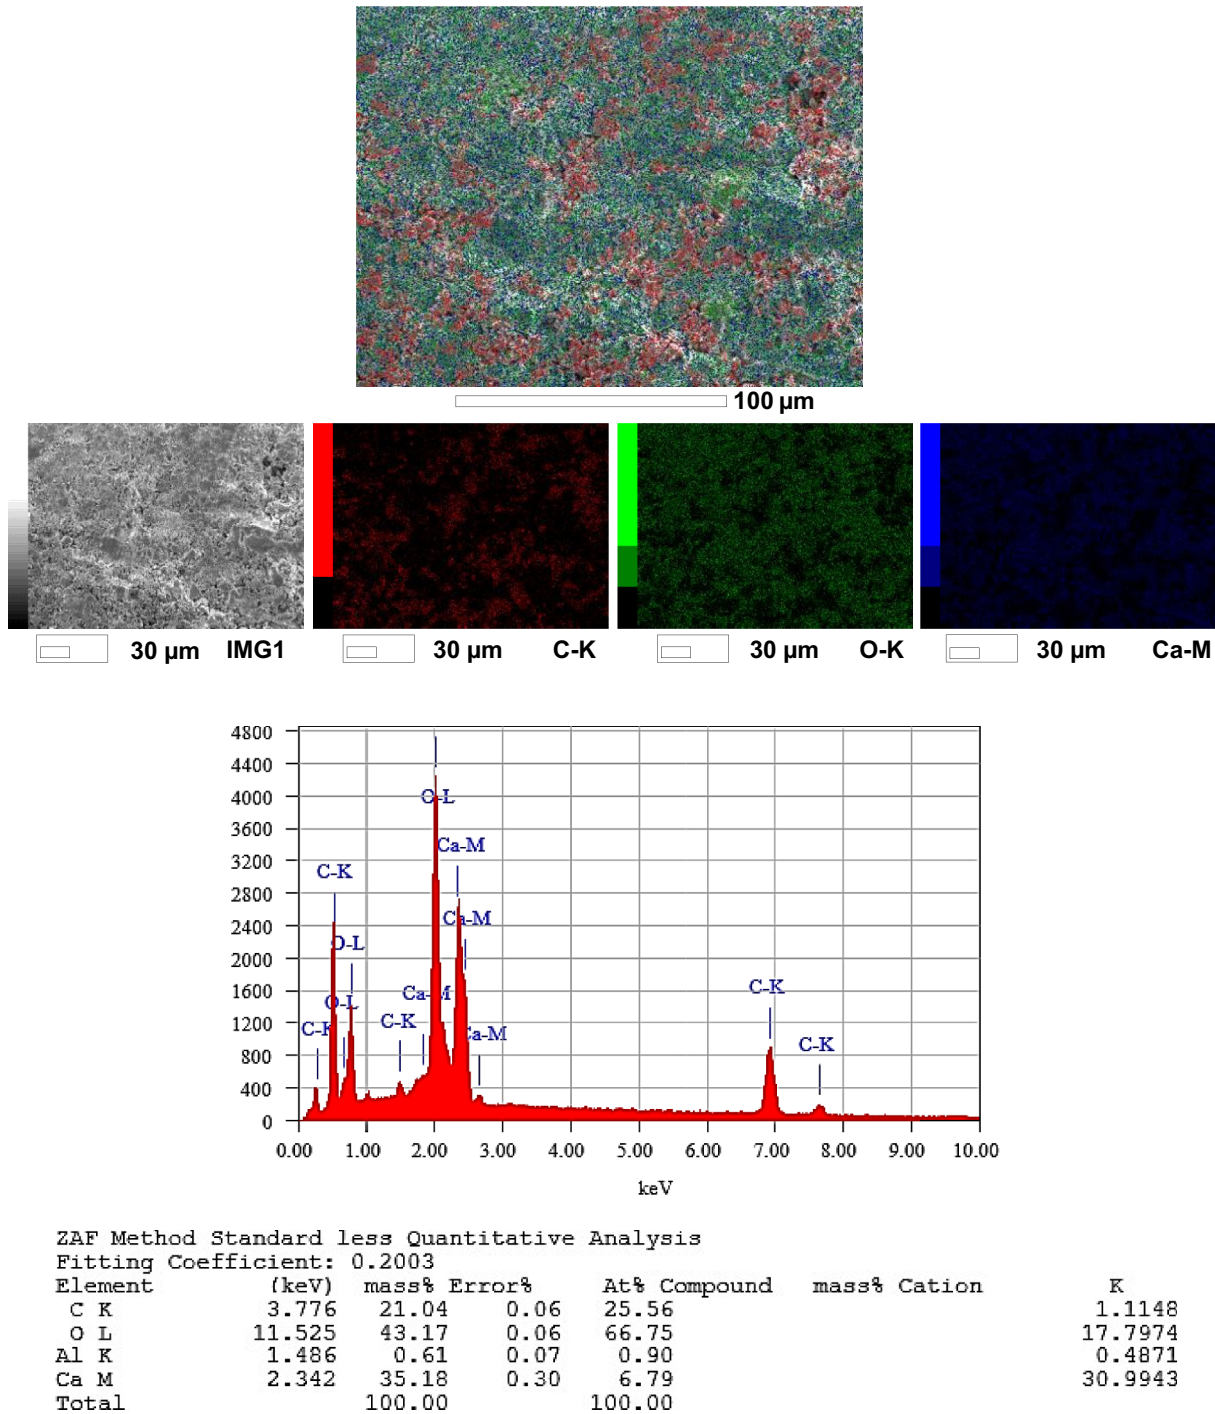 100 µm
30 µm IMG1 30 µm C-K 30 µm O-K 30 µm Ca-M
4800
4400
4000
3600
3200
2800
2400
2000
1600
1200
800
400
0
O-L
Ca-M
C-K
Ca-M
O-L
C-K
Ca-M
O-L
C-K
C-K
Ca-M
C-K
0.00 1.00 2.00 3.00 4.00 5.00 6.00 7.00 8.00 9.00 10.00
keV
ZAF Method Standard less Quantitative Analysis
Fitting Coefficient: 0.2003
Element (keV) mass% Error% At% Compound mass% Cation K
C K 3.776 21.04 0.06 25.56 1.1148
O L 11.525 43.17 0.06 66.75 17.7974
Al K 1.486 0.61 0.07 0.90 0.4871
Ca M 2.342 35.18 0.30 6.79 30.9943
Total 100.00 100.00